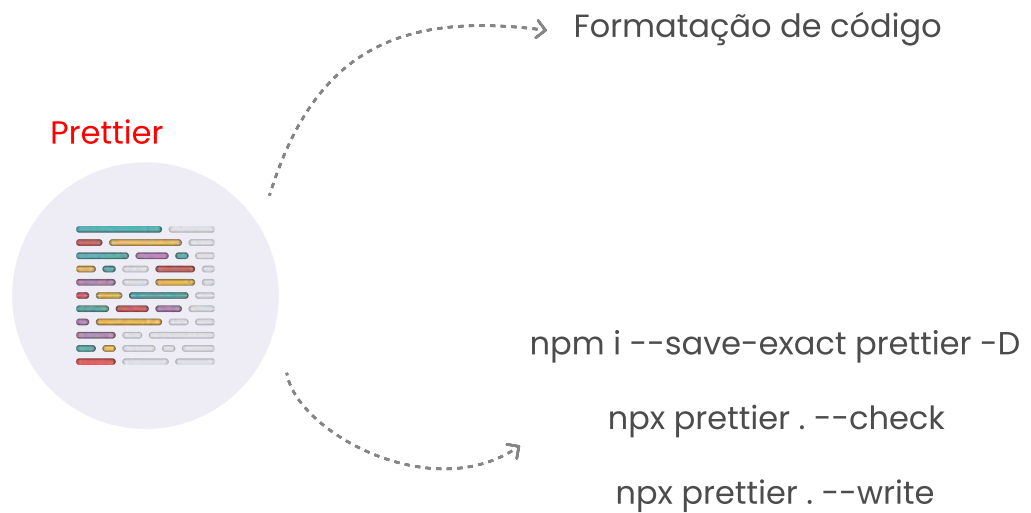 Formatação de código
Prettier
npm i --save-exact prettier -D
npx prettier . --check
npx prettier . --write